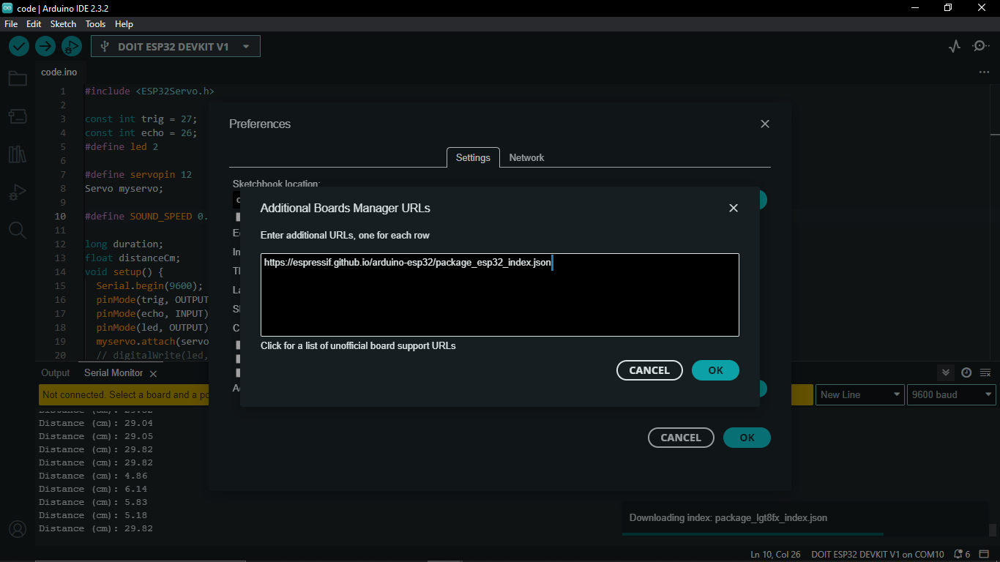 code | Arduino IDE 2.3.2
File Edit Sketch Tools Help
DOIT ESP32 DEVKIT V1
code.ino
1 #include <ESP32Servo.h>
2
3 const int trig = 27;
4 const int echo = 26;
5 #define led 2
6
7 #define servopin 12
8 Servo myservo;
9
10 #define SOUND_SPEED 0.
11
12 long duration;
13 float distanceCm;
14 void setup() {
15 Serial.begin(9600);
16 pinMode(trig, OUTPUT
17 pinMode(echo, INPUT)
18 pinMode(led, OUTPUT)
19 myservo.attach(servo
20 // digitalWrite(led,
Preferences
Settings Network
Sketchbook location:
Additional Boards Manager URLs
Enter additional URLs, one for each row
https://espressif.github.io/arduino-esp32/package_esp32_index.json
Click for a list of unofficial board support URLs
CANCEL OK
CANCEL OK
Output Serial Monitor
Not connected. Select a board and a po
New Line 9600 baud
Distance (cm):
Distance (cm): 29.04
Distance (cm): 29.05
Distance (cm): 29.82
Distance (cm): 29.82
Distance (cm): 4.86
Distance (cm): 6.14
Distance (cm): 5.83
Distance (cm): 5.18
Distance (cm): 29.82
Downloading index: package_lgt8fx_index.json
Ln 10, Col 26 DOIT ESP32 DEVKIT V1 on COM10 6